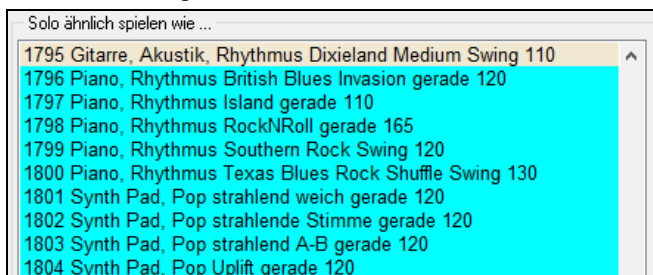 Solo ähnlich spielen wie ...
1795 Gitarre, Akustik, Rhythmus Dixieland Medium Swing 110
1796 Piano, Rhythmus British Blues Invasion gerade 120
1797 Piano, Rhythmus Island gerade 110
1798 Piano, Rhythmus RockNRoll gerade 165
1799 Piano, Rhythmus Southern Rock Swing 120
1800 Piano, Rhythmus Texas Blues Rock Shuffle Swing 130
1801 Synth Pad, Pop strahlend weich gerade 120
1802 Synth Pad, Pop strahlende Stimme gerade 120
1803 Synth Pad, Pop strahlend A-B gerade 120
1804 Synth Pad, Pop Uplift gerade 120